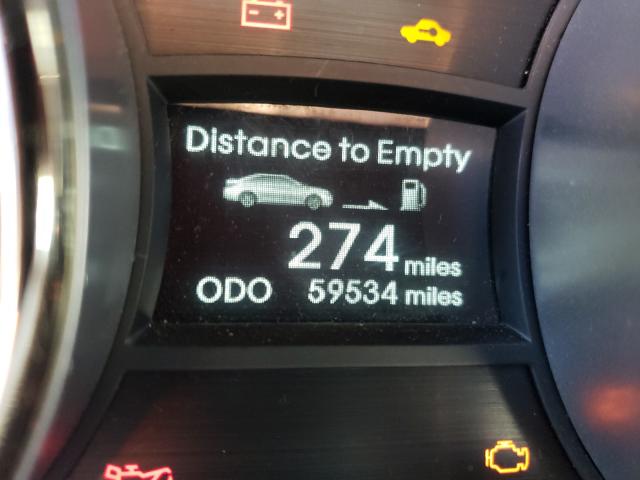 Distance to Empty
274 miles
ODO 59534 miles